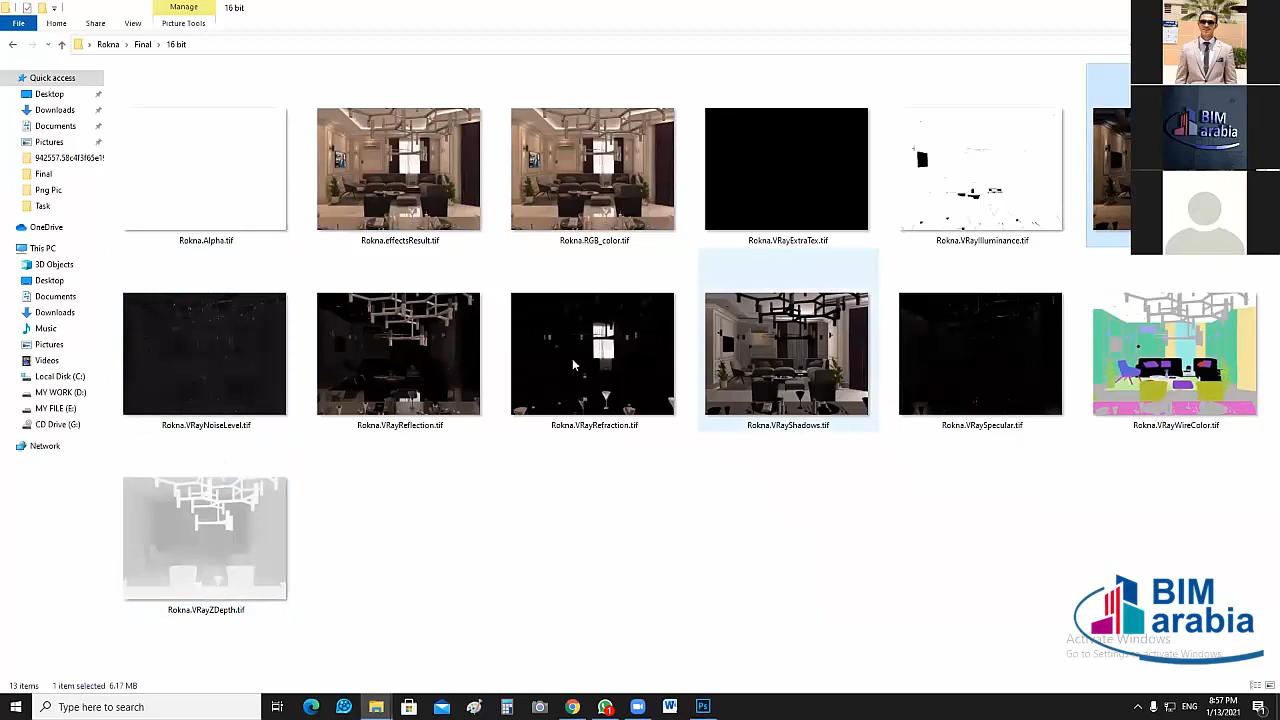 Manage
16 bit
File
Home
Share
View
Picture Tools
Rokna > Final > 16 bit
Quick access
Desktop
Downloads
Documents
Pictures
942557.58c4f3f65e1
Final
Png Pic
Task
OneDrive
This PC
3D Objects
Desktop
Documents
Downloads
Music
Pictures
Videos
Local Disk (C:)
MY WORK (D:)
MY FILE (E:)
CD Drive (G:)
Network
Rokna.Alpha.tif
Rokna.effectsResult.tif
Rokna.RGB_color.tif
Rokna.VRayExtraTex.tif
Rokna.VRayIlluminance.tif
Rokna.VRayNoiseLevel.tif
Rokna.VRayReflection.tif
Rokna.VRayRefraction.tif
Rokna.VRayShadows.tif
Rokna.VRaySpecular.tif
Rokna.VRayWireColor.tif
Rokna.VRayZDepth.tif
BIM
arabia
BIM
arabia
Activate Windows
Go to Settings to activate Windows.
13 items
1 item selected 6.17 MB
Type here to search
1
W
Ps
ENG
8:57 PM
1/13/2021
1